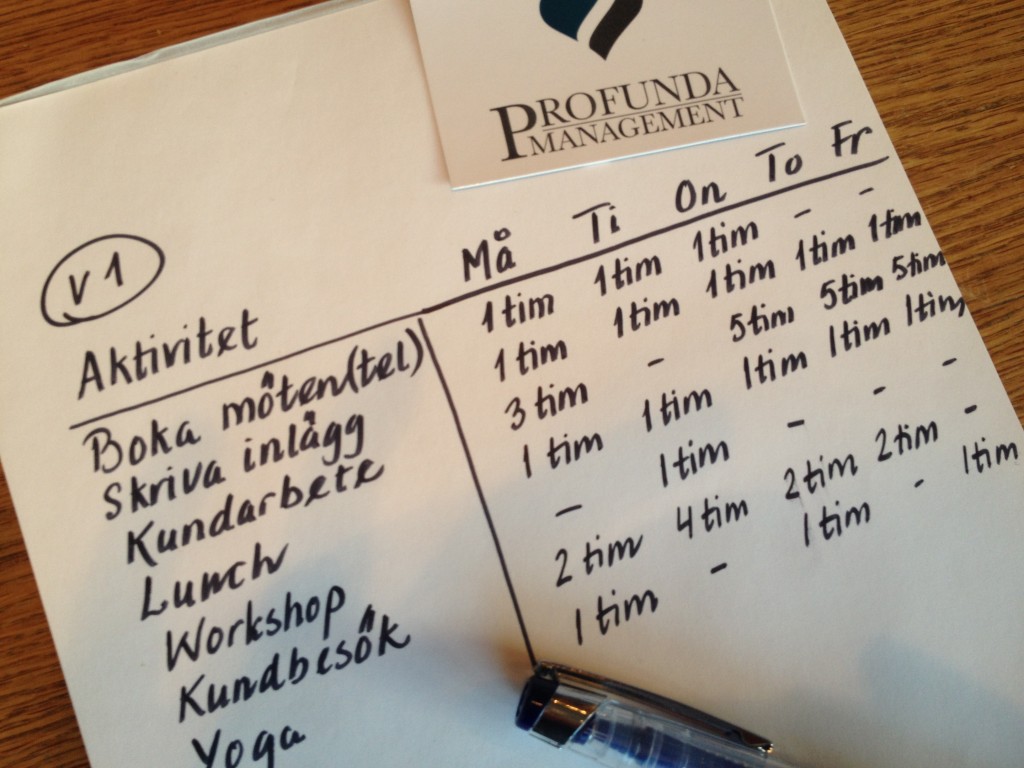 PROFUNDA
MANAGEMENT
V1
Aktivitet Må Ti On To Fr
Boka möten(tel) 1 tim 1 tim 1 tim - -
Skriva inlägg 1 tim 1 tim 1 tim 1 tim 1 tim
Kundarbete 3 tim - 5 tim 5 tim 5 tim
Lunch 1 tim 1 tim 1 tim 1 tim 1 tim
Workshop - 1 tim - - -
Kundbesök 2 tim 4 tim 2 tim 2 tim -
Yoga 1 tim - 1 tim - 1 tim